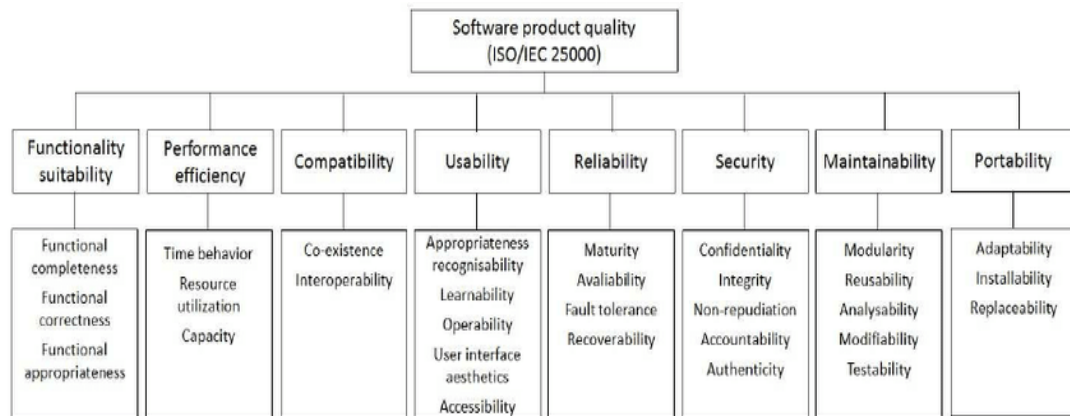 Software product quality
(ISO/IEC 25000)
Functionality
suitability
Performance
efficiency
Compatibility
Usability
Reliability
Security
Maintainability
Portability
Functional
completeness
Functional
correctness
Functional
appropriateness
Time behavior
Resource
utilization
Capacity
Co-existence
Interoperability
Appropriateness
recognisability
Learnability
Operability
User interface
aesthetics
Accessibility
Maturity
Avaliability
Fault tolerance
Recoverability
Confidentiality
Integrity
Non-repudiation
Accountability
Authenticity
Modularity
Reusability
Analysability
Modifiability
Testability
Adaptability
Installability
Replaceability